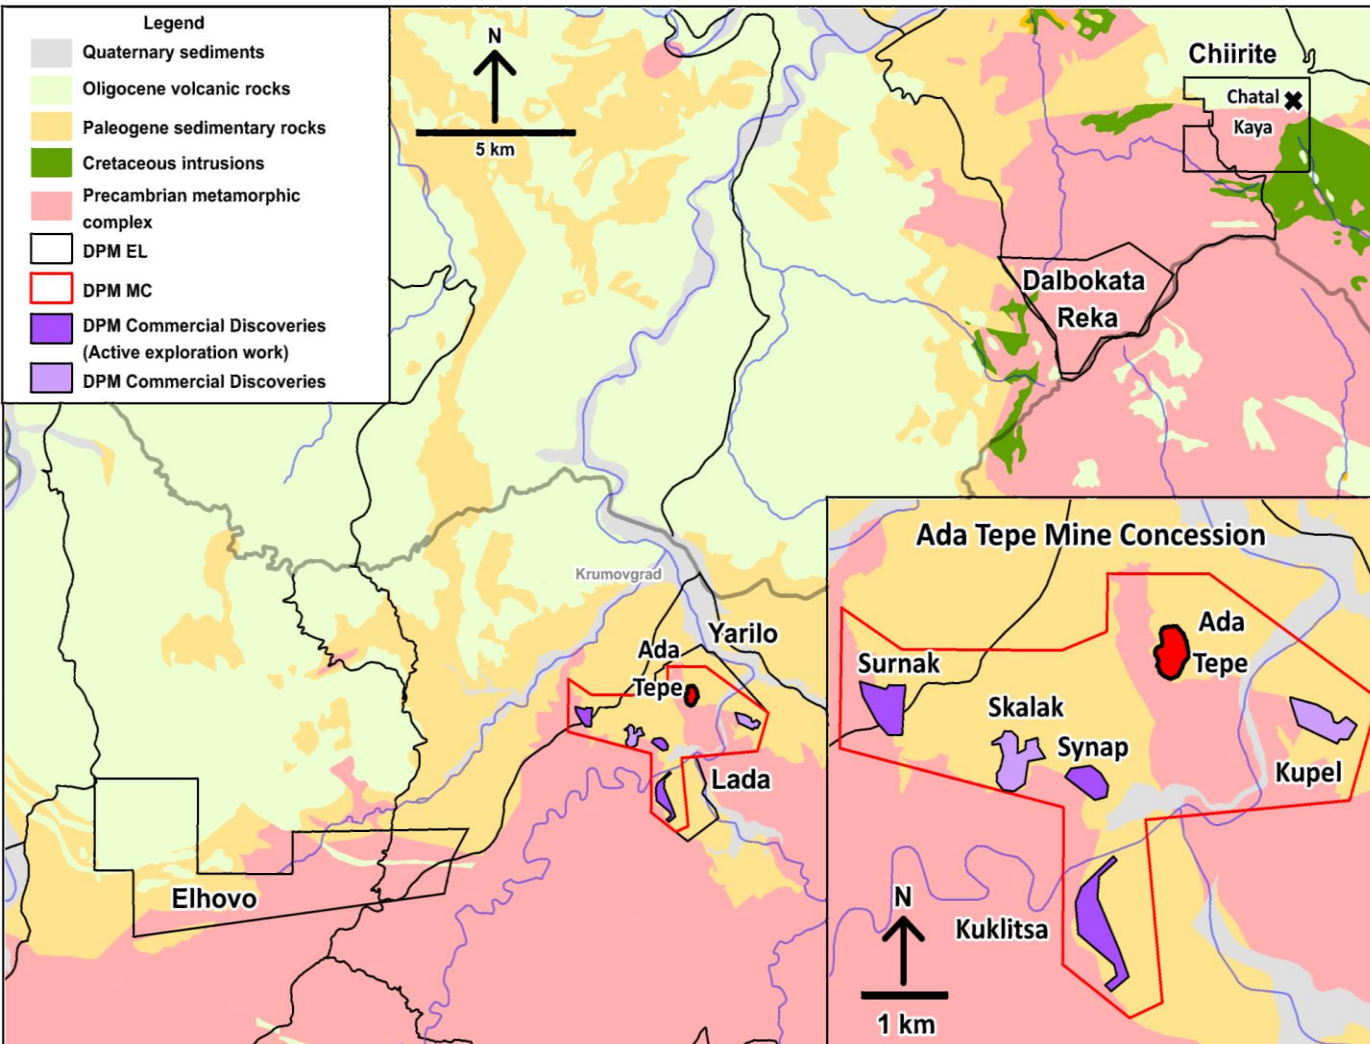 Legend
Quaternary sediments
Oligocene volcanic rocks
Paleogene sedimentary rocks
Cretaceous intrusions
Precambrian metamorphic
complex
DPM EL
DPM MC
DPM Commercial Discoveries
(Active exploration work)
DPM Commercial Discoveries
N
5 km
Chiirite
Chatal
Kaya
Dalbokata
Reka
Krumovgrad
Yarilo
Ada
Tepe
Lada
Elhovo
Ada Tepe Mine Concession
Ada
Tepe
Surnak
Skalak
Synap
Kupel
Kuklitsa
N
1 km